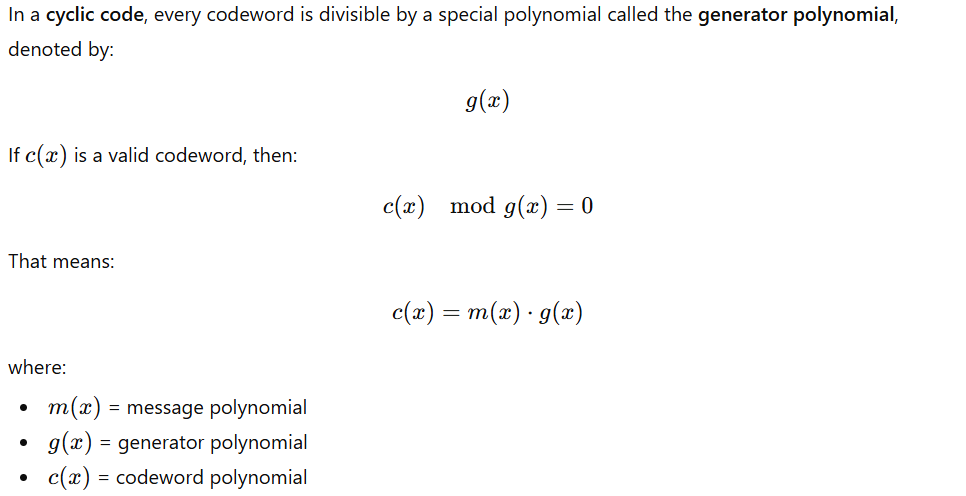 In a cyclic code, every codeword is divisible by a special polynomial called the generator polynomial,
denoted by:
g(x)
If c(x) is a valid codeword, then:
c(x) mod g(x) = 0
That means:
c(x) = m(x) · g(x)
where:
• m(x) = message polynomial
• g(x) = generator polynomial
• c(x) = codeword polynomial